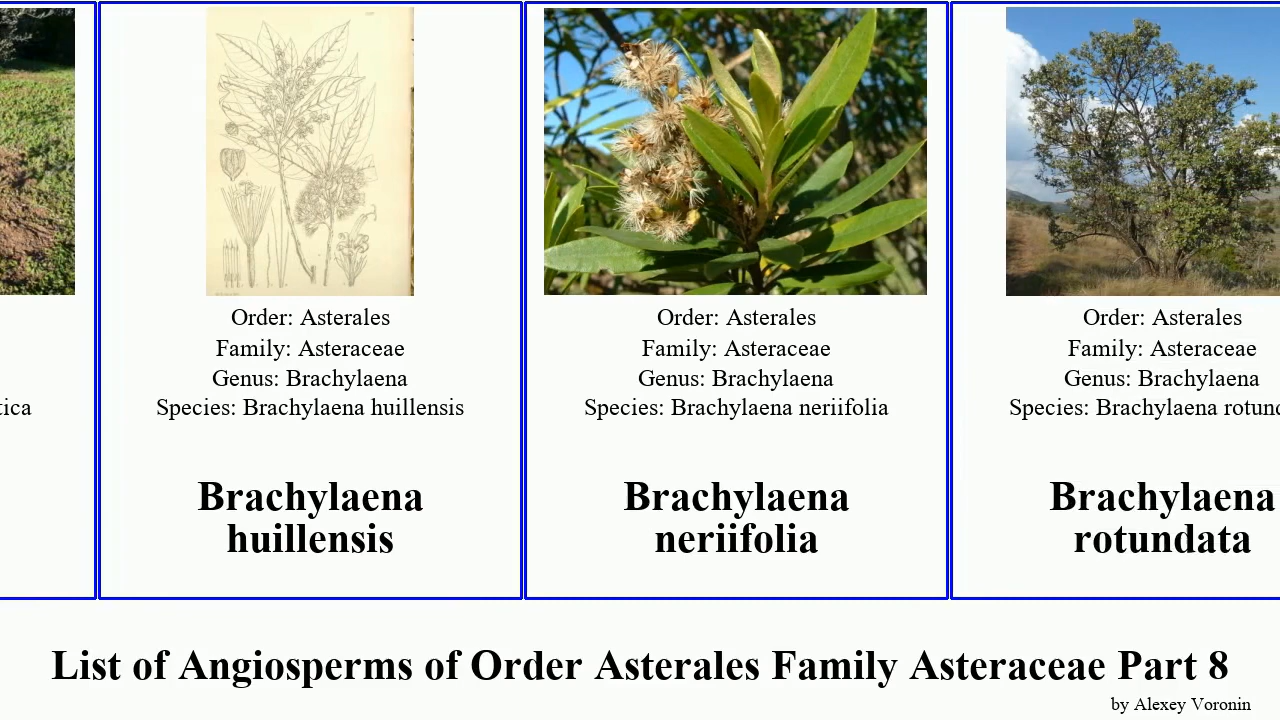 tica
Order: Asterales
Family: Asteraceae
Genus: Brachylaena
Species: Brachylaena huillensis
Brachylaena
huillensis
Order: Asterales
Family: Asteraceae
Genus: Brachylaena
Species: Brachylaena neriifolia
Brachylaena
neriifolia
Order: Asterales
Family: Asteraceae
Genus: Brachylaena
Species: Brachylaena rotund
Brachylaena
rotundata
List of Angiosperms of Order Asterales Family Asteraceae Part 8
by Alexey Voronin